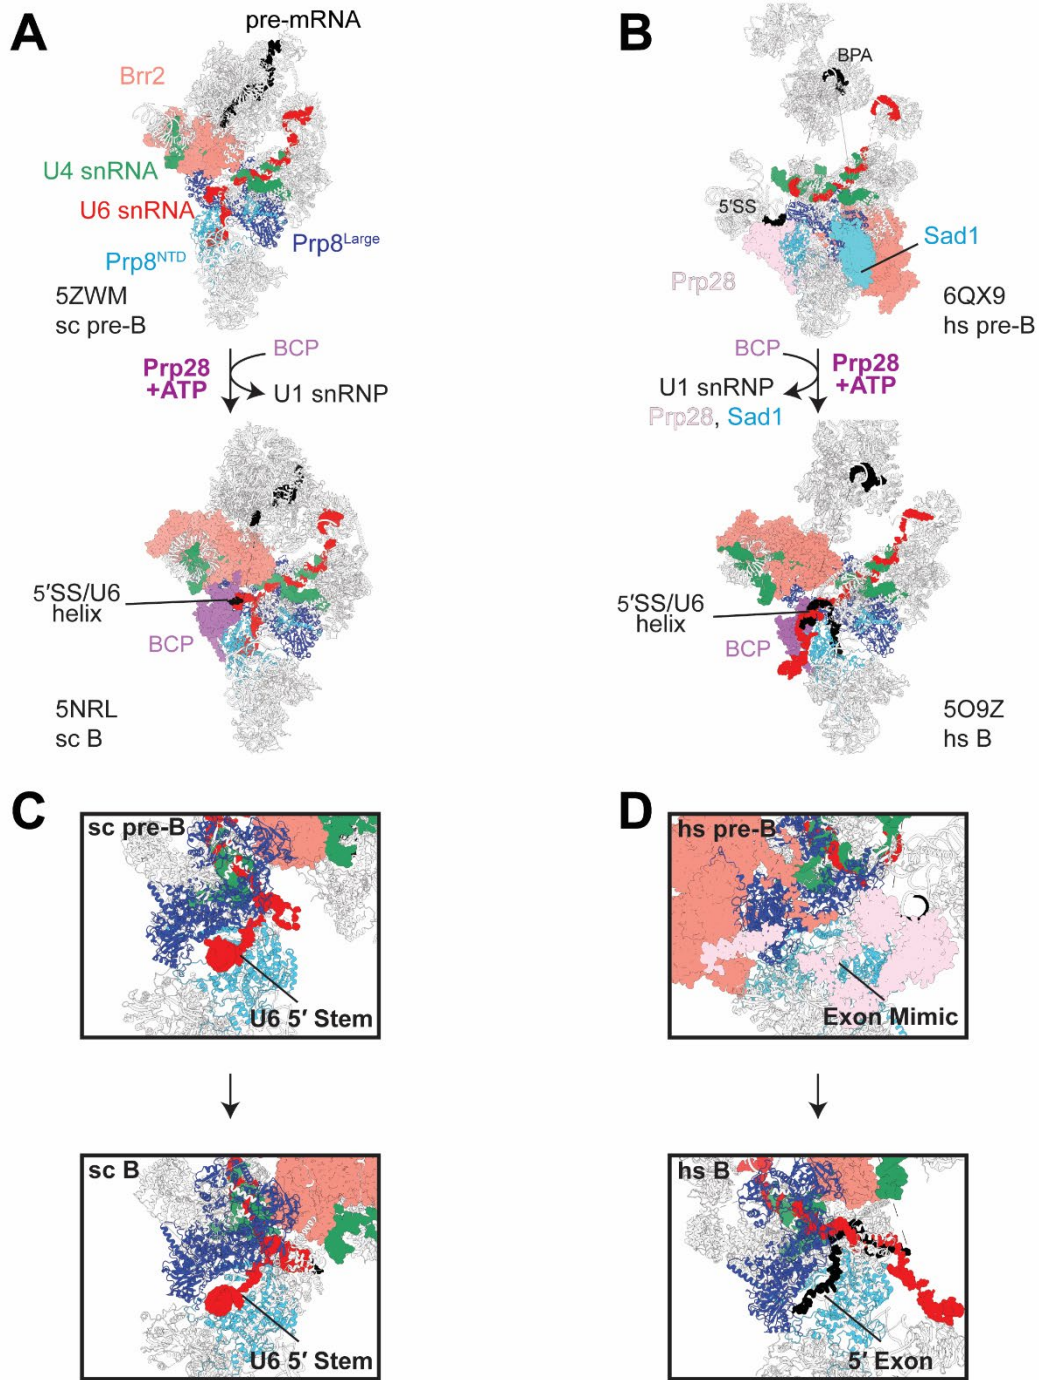 A
pre-mRNA
Brr2
U4 snRNA
U6 snRNA
Prp8NTD
Prp8Large
5ZWM
sc pre-B
Prp28
+ATP
BCP
U1 snRNP
5′SS/U6
helix
BCP
5NRL
sc B
B
BPA
5′SS
Prp28
Sad1
6QX9
hs pre-B
BCP
U1 snRNP
Prp28, Sad1
Prp28
+ATP
5′SS/U6
helix
BCP
5O9Z
hs B
C
sc pre-B
U6 5′ Stem
sc B
U6 5′ Stem
D
hs pre-B
Exon Mimic
hs B
5′ Exon